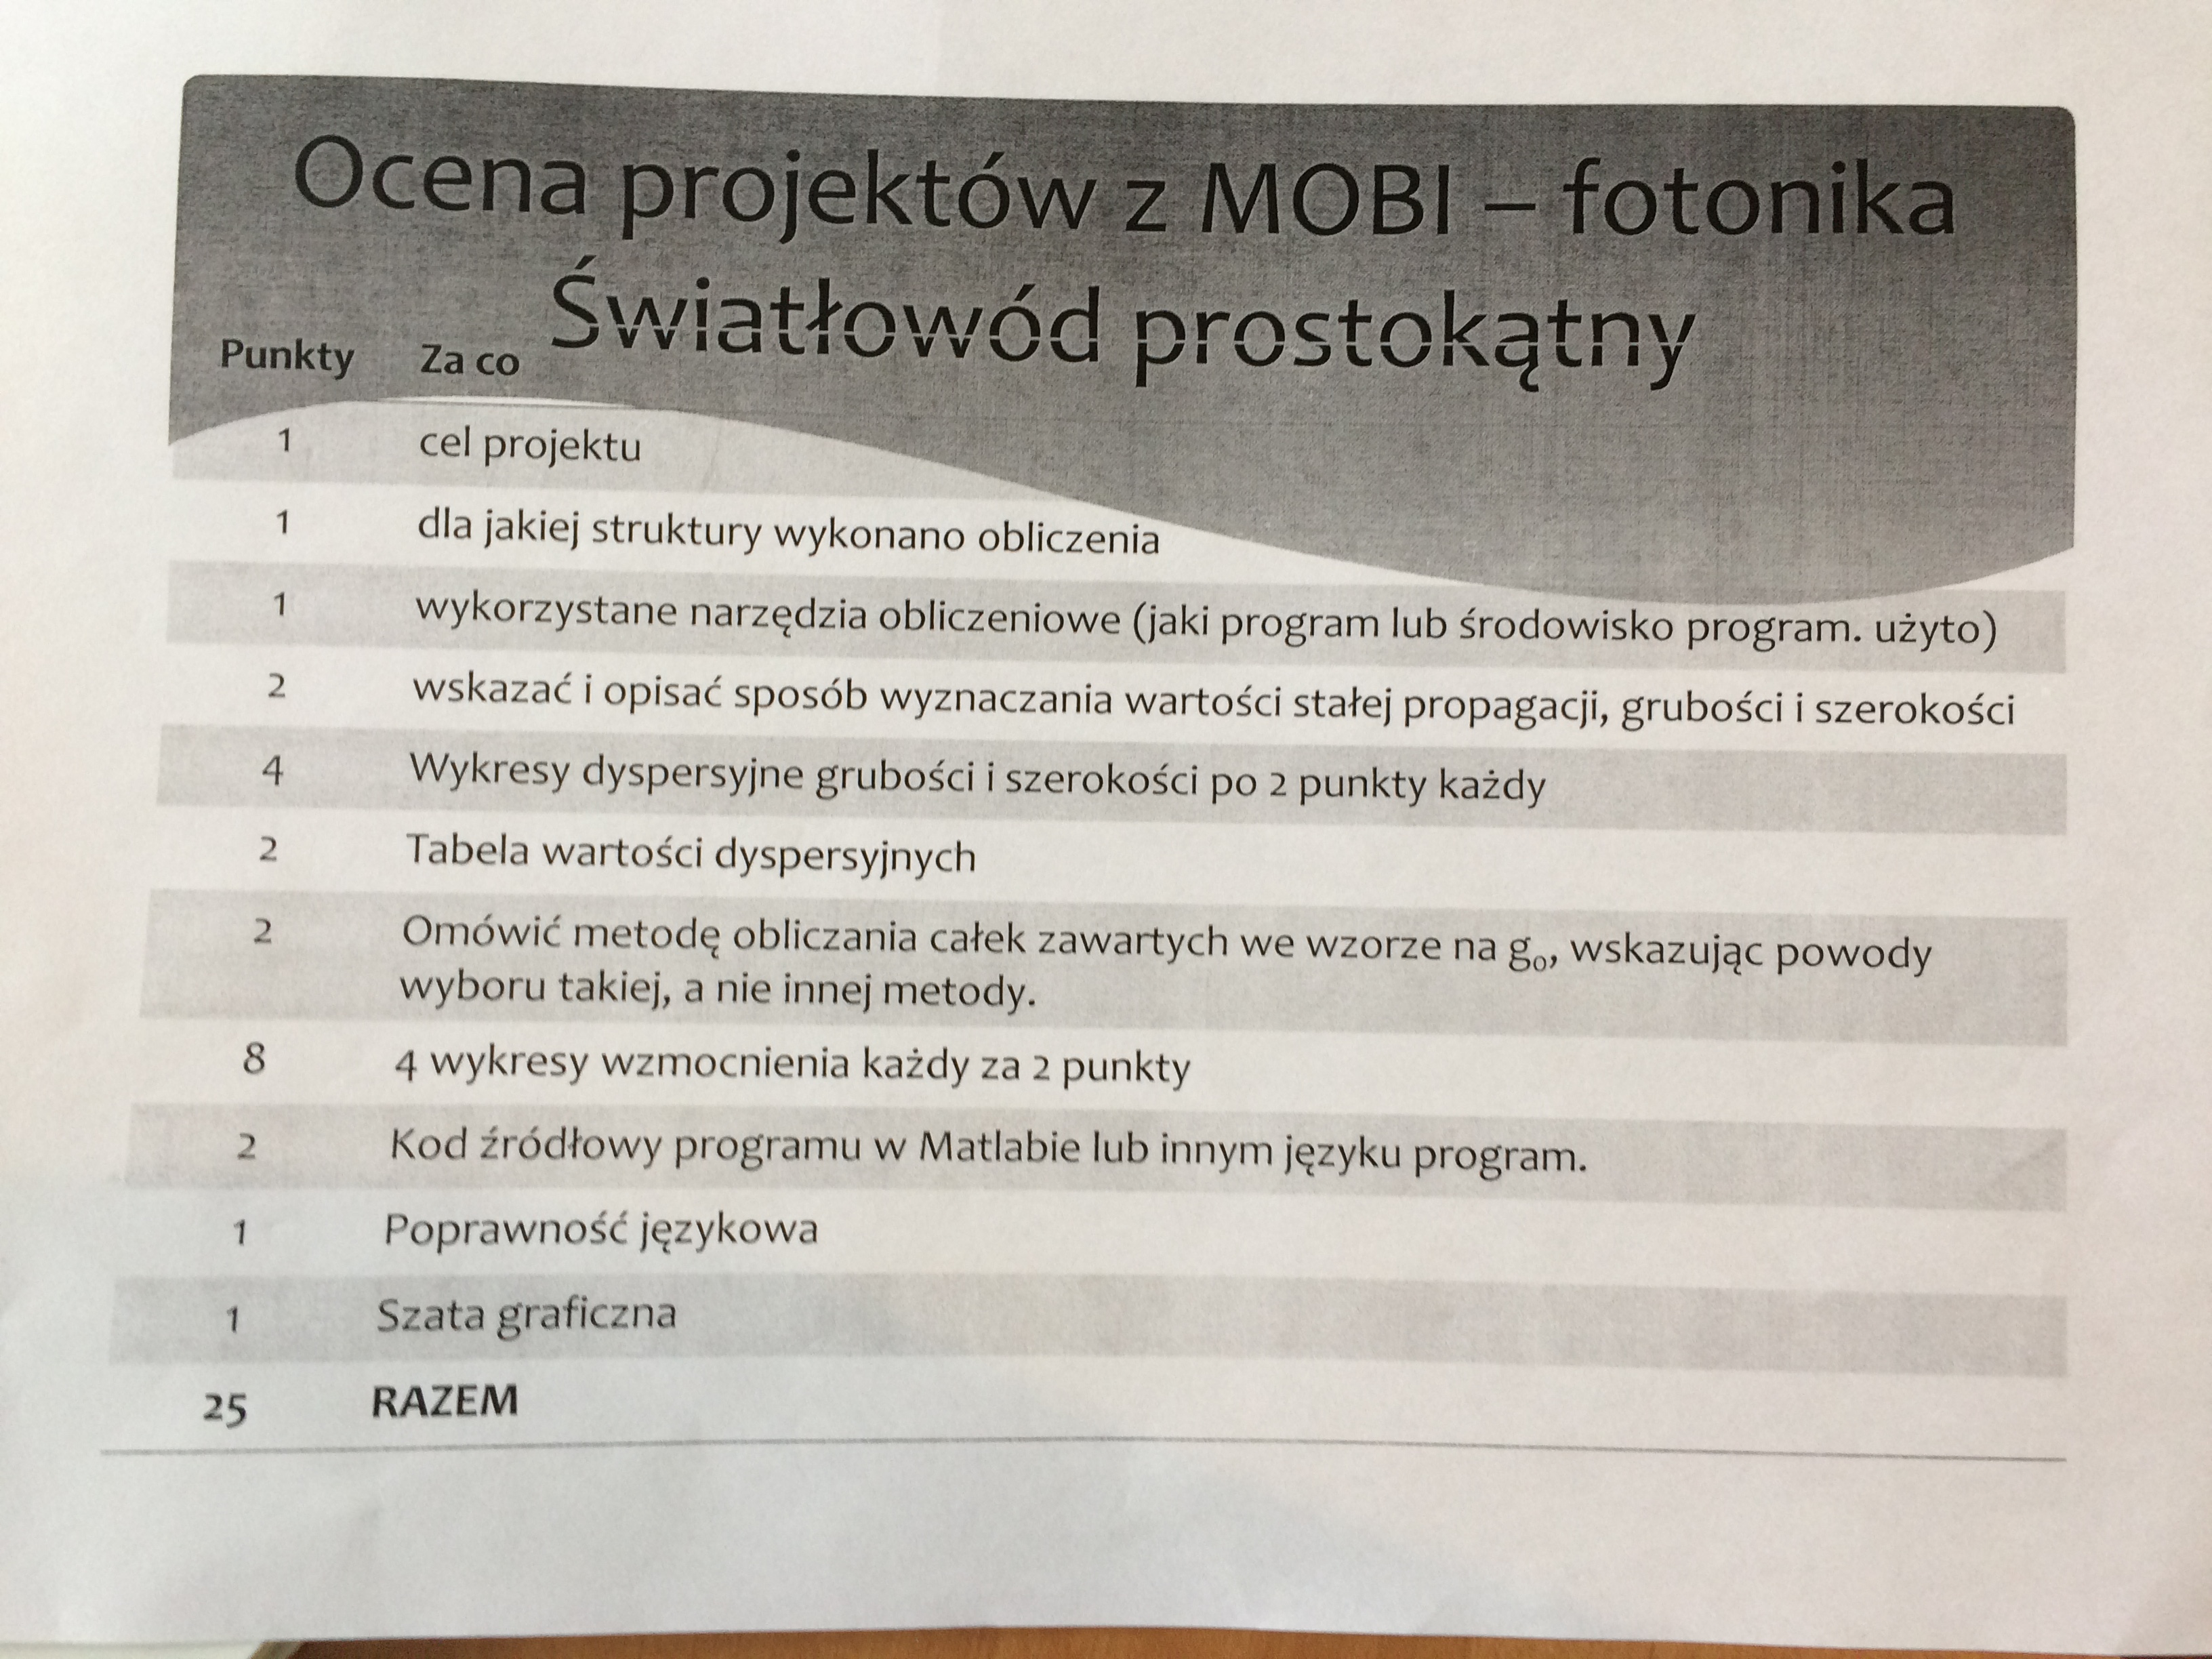 Ocena projektów z MOBI – fotonika
Światłowód prostokątny
Punkty Za co
1 cel projektu
1 dla jakiej struktury wykonano obliczenia
1 wykorzystane narzędzia obliczeniowe (jaki program lub środowisko program. użyto)
2 wskazać i opisać sposób wyznaczania wartości stałej propagacji, grubości i szerokości
4 Wykresy dyspersyjne grubości i szerokości po 2 punkty każdy
2 Tabela wartości dyspersyjnych
2 Omówić metodę obliczania całek zawartych we wzorze na g₀, wskazując powody
wyboru takiej, a nie innej metody.
8 4 wykresy wzmocnienia każdy za 2 punkty
2 Kod źródłowy programu w Matlabie lub innym języku program.
1 Poprawność językowa
1 Szata graficzna
25 RAZEM